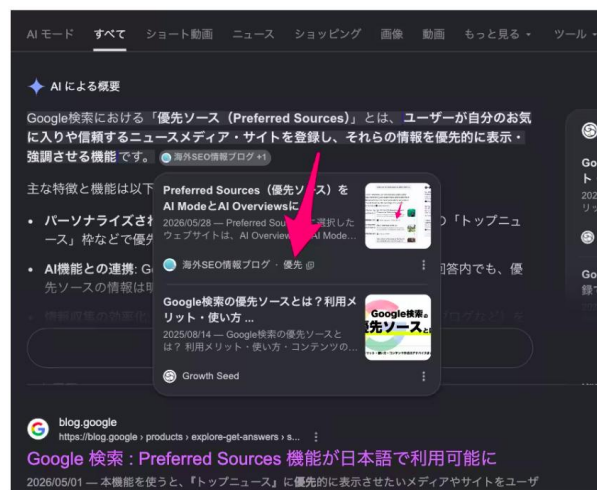 AI モード すべて ショート動画 ニュース ショッピング 画像 動画 もっと見る ツール
AI による概要
Google検索における「優先ソース（Preferred Sources）」とは、ユーザーが自分のお気
に入りや信頼するニュースメディア・サイトを登録し、それらの情報を優先的に表示・
強調させる機能です。 海外SEO情報ブログ +1
主な特徴と機能は以下
パーソナライズさ
の「トップニュ
ース」枠などで優先
AI機能との連携: G
回答内でも、優
先ソースの情報は明
Preferred Sources（優先ソース）を
AI ModeとAI Overviewsに
2026/05/28 — Preferred Sou に選択した
ウェブサイトは、AI Overview AI Mode...
海外SEO情報ブログ · 優先
Google検索の優先ソースとは？利用メ
リット・使い方 ...
2025/08/14 — Google検索の優先ソースと
は？ 利用メリット・使い方・コンテンツの...
Growth Seed
Google検索の
優先ソースと
Go
ト
202
リッ
Go
録
blog.google
https://blog.google › products › explore-get-answers › s...
Google 検索 : Preferred Sources 機能が日本語で利用可能に
2026/05/01 — 本機能を使うと、『トップニュース』に優先的に表示させたいメディアやサイトをユーザ